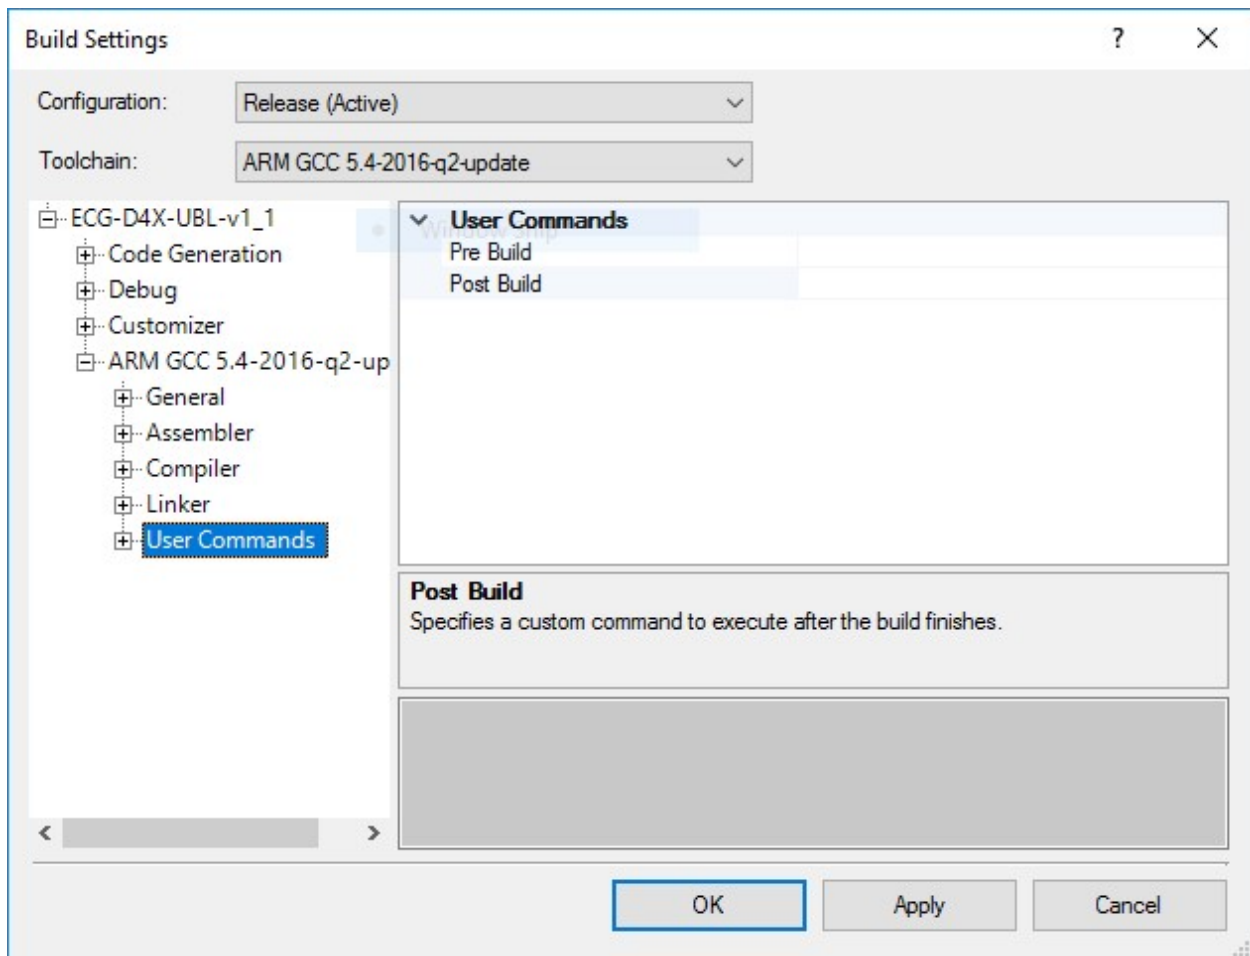 Build Settings
Configuration:
Release (Active)
Toolchain:
ARM GCC 5.4-2016-q2-update
ECG-D4X-UBL-v1_1
Code Generation
Debug
Customizer
ARM GCC 5.4-2016-q2-up
General
Assembler
Compiler
Linker
User Commands
User Commands
Window Snip
Pre Build
Post Build
Post Build
Specifies a custom command to execute after the build finishes.
OK
Apply
Cancel